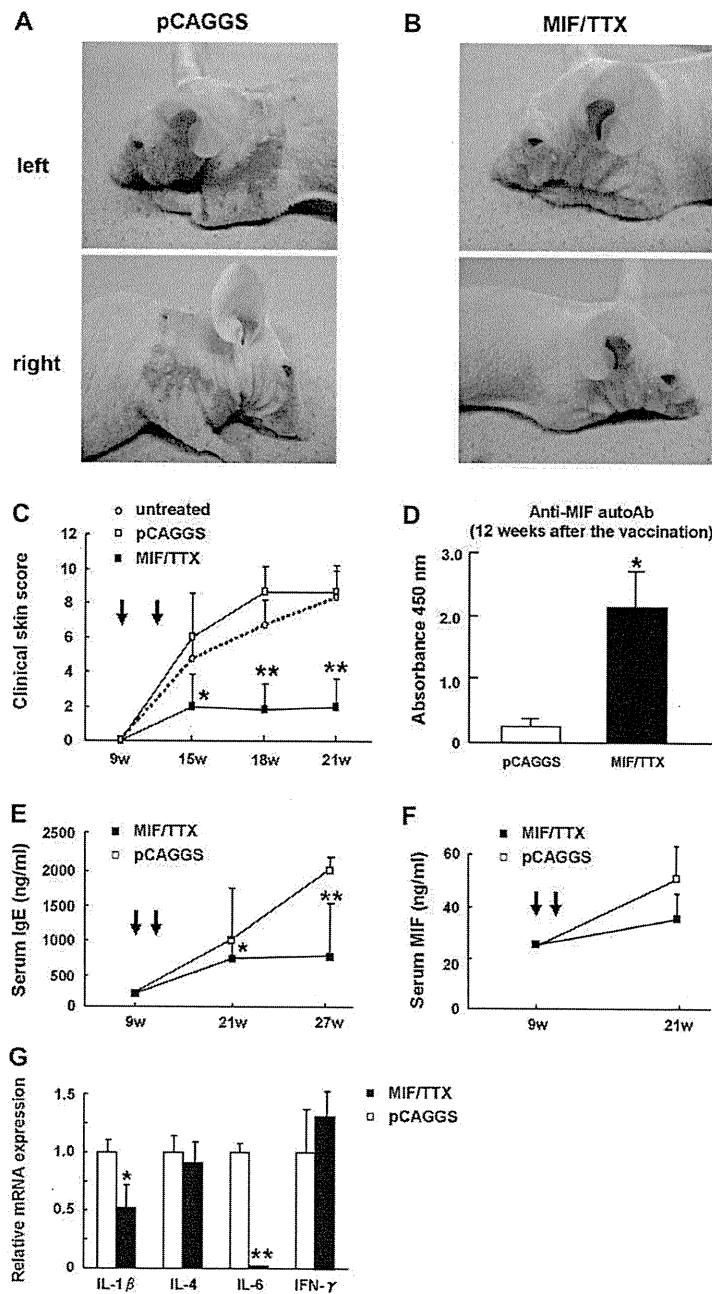 A
pCAGGS
B
MIF/TTX
left
right
C
untreated
pCAGGS
MIF/TTX
Clinical skin score
12
10
8
6
4
2
0
*
**
**
9w
15w
18w
21w
D
Anti-MIF autoAb
(12 weeks after the vaccination)
Absorbance 450 nm
3.0
2.0
1.0
0
*
pCAGGS
MIF/TTX
E
MIF/TTX
pCAGGS
Serum IgE (ng/ml)
2500
2000
1500
1000
500
0
*
**
9w
21w
27w
F
MIF/TTX
pCAGGS
Serum MIF (ng/ml)
60
40
20
0
9w
21w
G
MIF/TTX
pCAGGS
Relative mRNA expression
1.5
1.0
0.5
0
*
**
IL-1β
IL-4
IL-6
IFN-γ